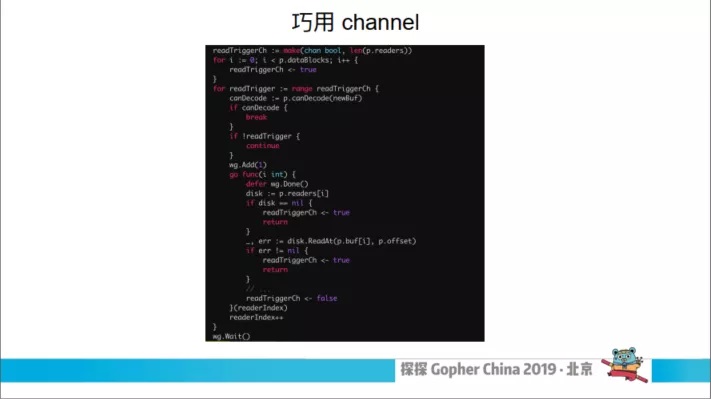 巧用 channel
readTriggerCh := make(chan bool, len(p.readers))
for i := 0; i < p.dataBlocks; i++ {
    readTriggerCh <- true
}
for readTrigger := range readTriggerCh {
    canDecode := p.canDecode(newBuf)
    if canDecode {
        break
    }
    if !readTrigger {
        continue
    }
    wg.Add(1)
    go func(i int) {
        defer wg.Done()
        disk := p.readers[i]
        if disk == nil {
            readTriggerCh <- true
            return
        }
        _, err := disk.ReadAt(p.buf[i], p.offset)
        if err != nil {
            readTriggerCh <- true
            return
        }
        // ...
        readTriggerCh <- false
    }(readerIndex)
    readerIndex++
}
wg.Wait()
探探 Gopher China 2019 · 北京